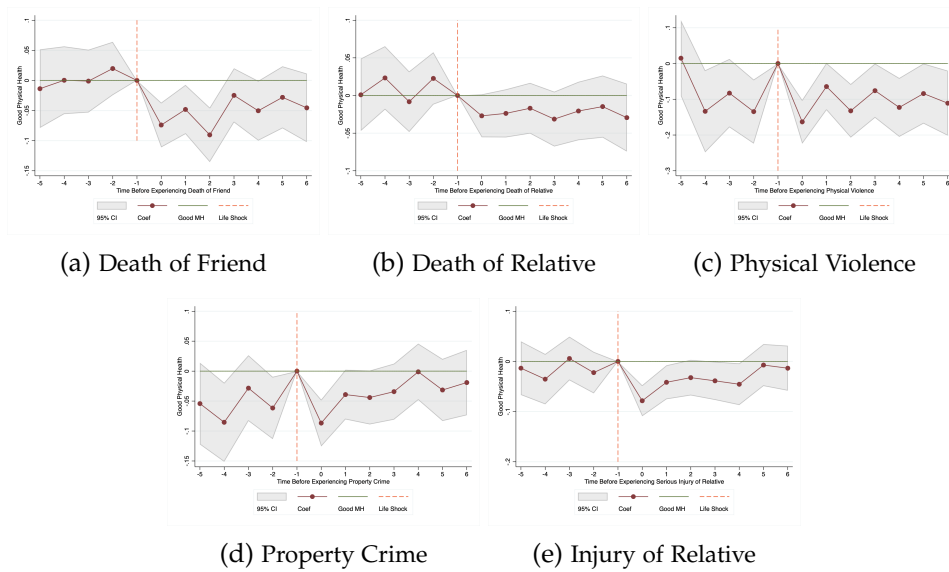 Good Physical Health
.1
.05
0
-.05
-.1
-.15
-5 -4 -3 -2 -1 0 1 2 3 4 5 6
Time Before Experiencing Death of Friend
95% CI Coef Good MH Life Shock
(a) Death of Friend
Good Physical Health
.1
.05
0
-.05
-.1
-5 -4 -3 -2 -1 0 1 2 3 4 5 6
Time Before Experiencing Death of Relative
95% CI Coef Good MH Life Shock
(b) Death of Relative
Good Physical Health
.1
0
-.1
-.2
-.3
-5 -4 -3 -2 -1 0 1 2 3 4 5 6
Time Before Experiencing Physical Violence
95% CI Coef Good MH Life Shock
(c) Physical Violence
Good Physical Health
.1
.05
0
-.05
-.1
-.15
-5 -4 -3 -2 -1 0 1 2 3 4 5 6
Time Before Experiencing Property Crime
95% CI Coef Good MH Life Shock
(d) Property Crime
Good Physical Health
.1
0
-.1
-.2
-5 -4 -3 -2 -1 0 1 2 3 4 5 6
Time Before Experiencing Serious Injury of Relative
95% CI Coef Good MH Life Shock
(e) Injury of Relative